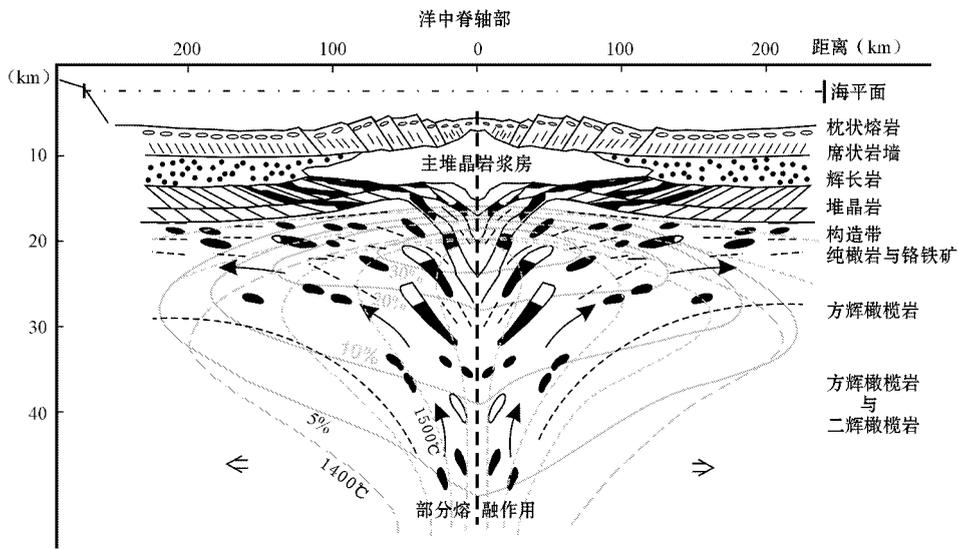 洋中脊轴部
200 100 0 100 200 距离（km）
（km）
海平面
枕状熔岩
10
席状岩墙
主堆晶岩浆房
辉长岩
堆晶岩
20
构造带
纯橄岩与铬铁矿
30%
20%
30
方辉橄榄岩
10%
方辉橄榄岩
与
二辉橄榄岩
40
5%
1500℃
1400℃
部分熔融作用